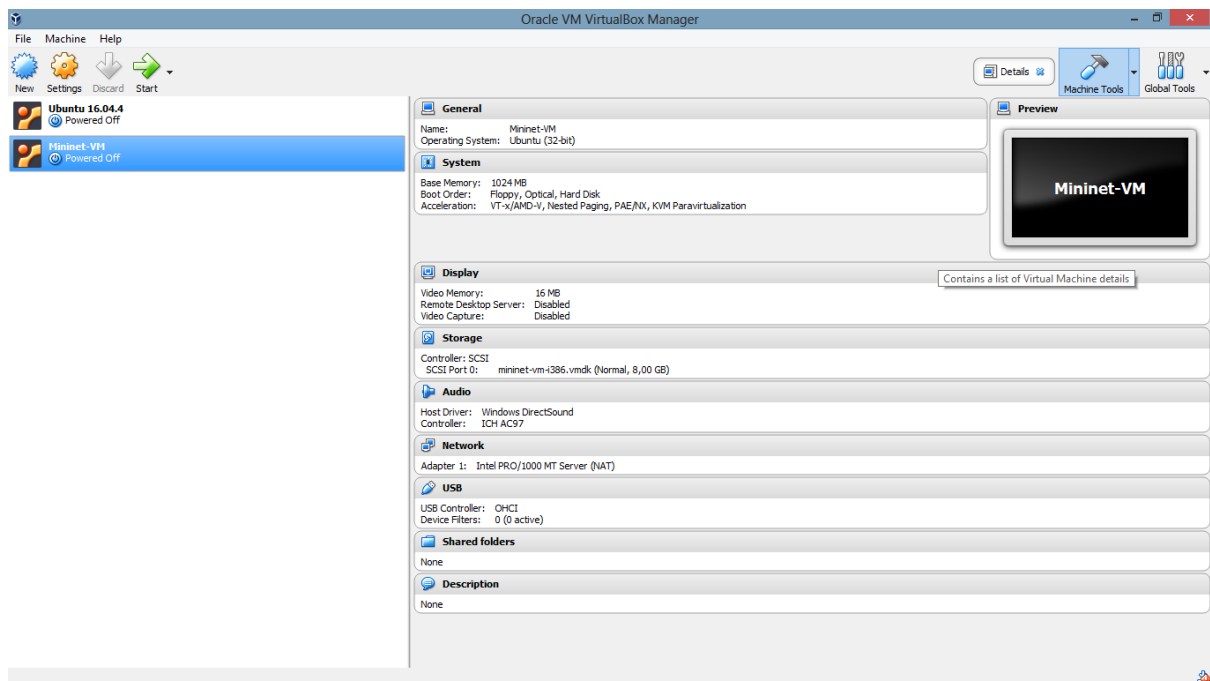 Oracle VM VirtualBox Manager
File Machine Help
New Settings Discard Start
Details
Machine Tools
Global Tools
Ubuntu 16.04.4
Powered Off
Mininet-VM
Powered Off
General
Name: Mininet-VM
Operating System: Ubuntu (32-bit)
System
Base Memory: 1024 MB
Boot Order: Floppy, Optical, Hard Disk
Acceleration: VT-x/AMD-V, Nested Paging, PAE/NX, KVM Paravirtualization
Preview
Mininet-VM
Display
Contains a list of Virtual Machine details
Video Memory: 16 MB
Remote Desktop Server: Disabled
Video Capture: Disabled
Storage
Controller: SCSI
SCSI Port 0: mininet-vm-i386.vmdk (Normal, 8,00 GB)
Audio
Host Driver: Windows DirectSound
Controller: ICH AC97
Network
Adapter 1: Intel PRO/1000 MT Server (NAT)
USB
USB Controller: OHCI
Device Filters: 0 (0 active)
Shared folders
None
Description
None